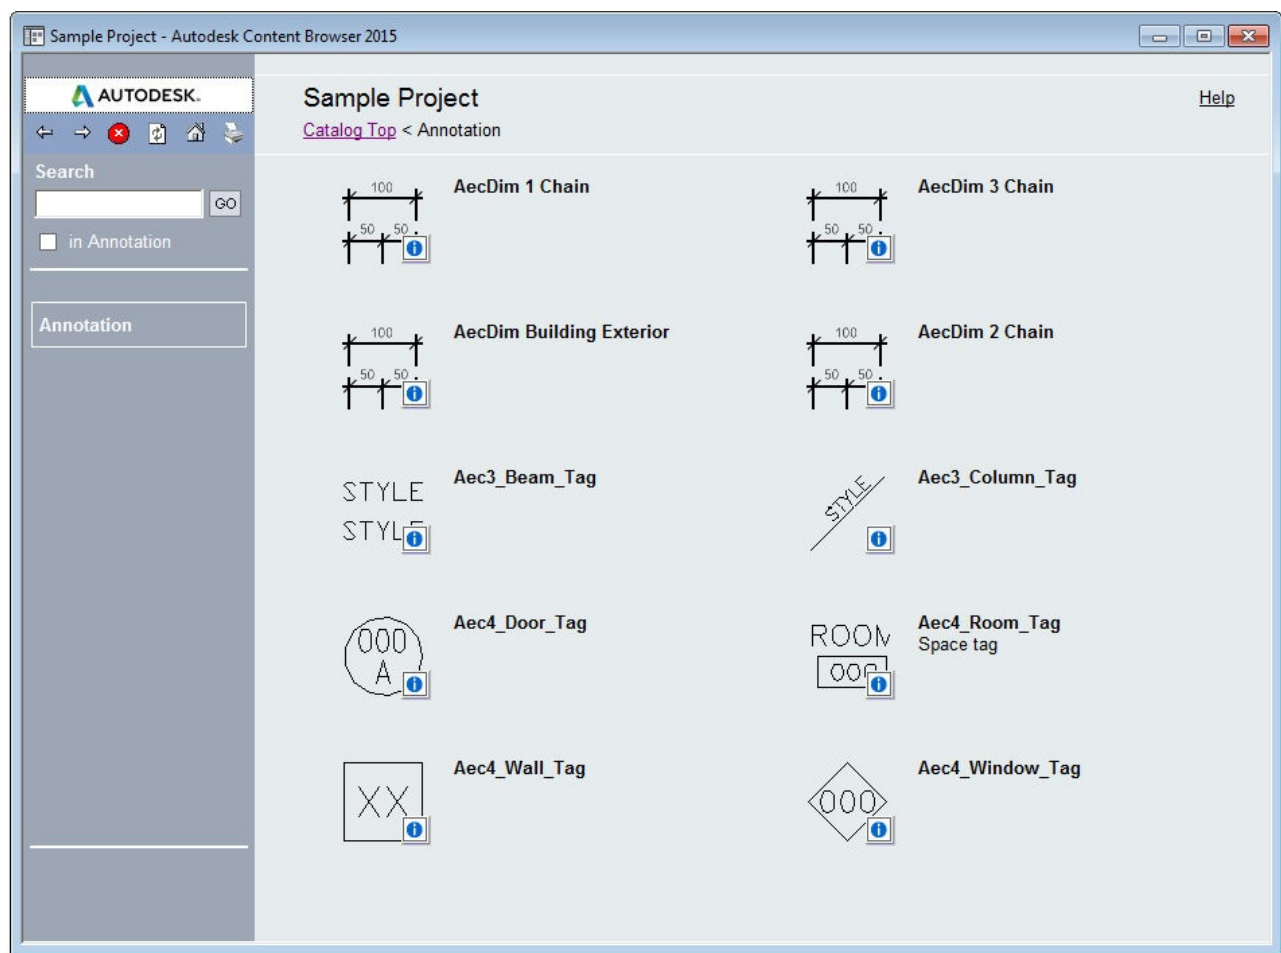 Sample Project - Autodesk Content Browser 2015
AUTODESK.
Sample Project
Help
Catalog Top < Annotation
Search
GO
in Annotation
Annotation
100
50 50
AecDim 1 Chain
100
50 50
AecDim 3 Chain
100
50 50
AecDim Building Exterior
100
50 50
AecDim 2 Chain
STYLE
STYLE
Aec3_Beam_Tag
STYLE
Aec3_Column_Tag
000
A
Aec4_Door_Tag
ROOM
000
Aec4_Room_Tag
Space tag
XX
Aec4_Wall_Tag
000
Aec4_Window_Tag